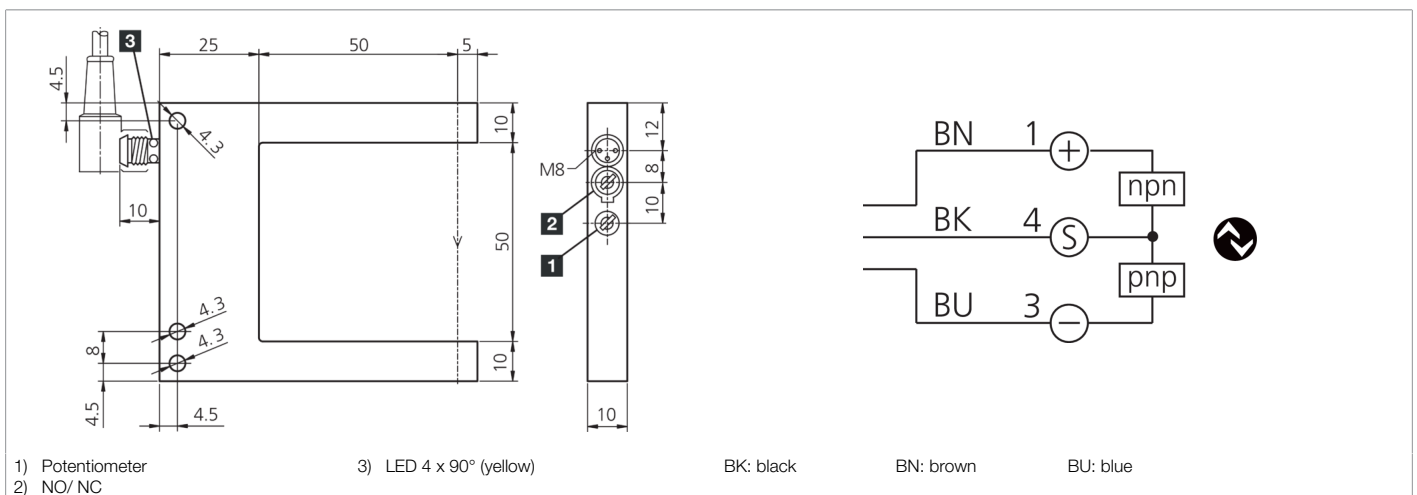 3
25
50
5
4.5
4.3
10
10
50
4.3
4.3
8
4.5
4.5
10
12
M8
8
10
2
1
10
BN 1 +
npn
BK 4 S
pnp
BU 3 −
1) Potentiometer 3) LED 4 x 90° (yellow) BK: black BN: brown BU: blue
2) NO/ NC